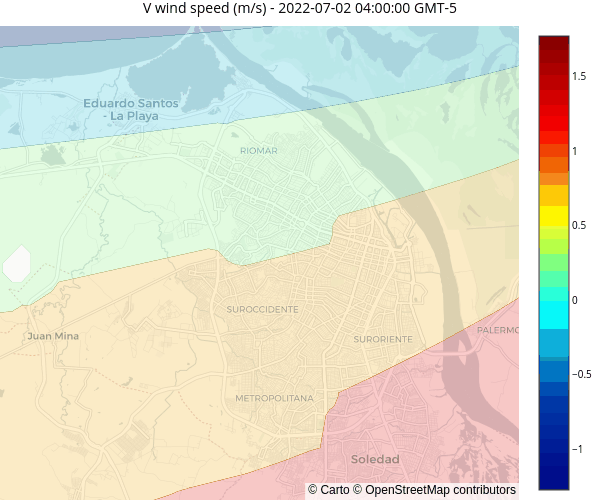 V wind speed (m/s) - 2022-07-02 04:00:00 GMT-5
Eduardo Santos
- La Playa
RIOMAR
SUROCCIDENTE
Juan Mina
SURORIENTE
PALERMO
METROPOLITANA
Soledad
© Carto © OpenStreetMap contributors
1.5
1
0.5
0
−0.5
−1